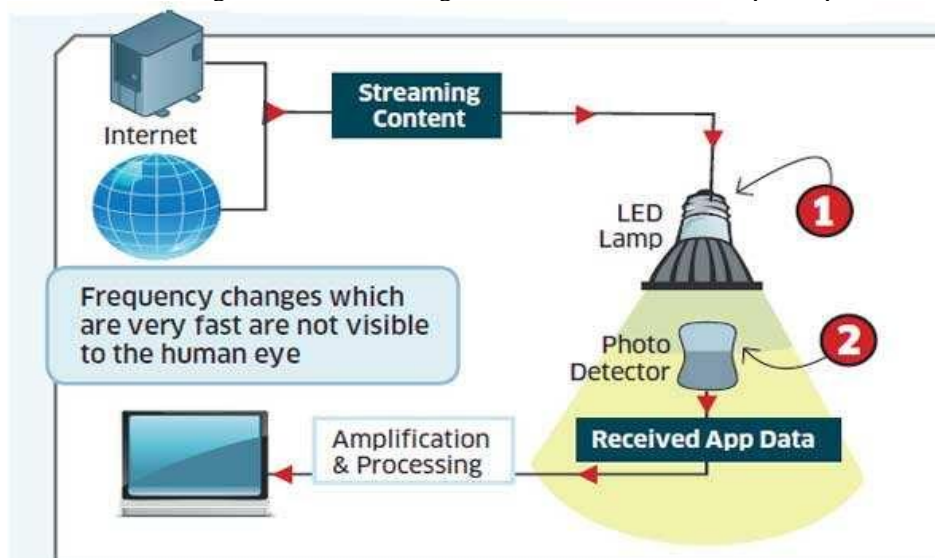 Internet
Streaming
Content
LED
Lamp
1
Frequency changes which
are very fast are not visible
to the human eye
Photo
Detector
2
Received App Data
Amplification
& Processing